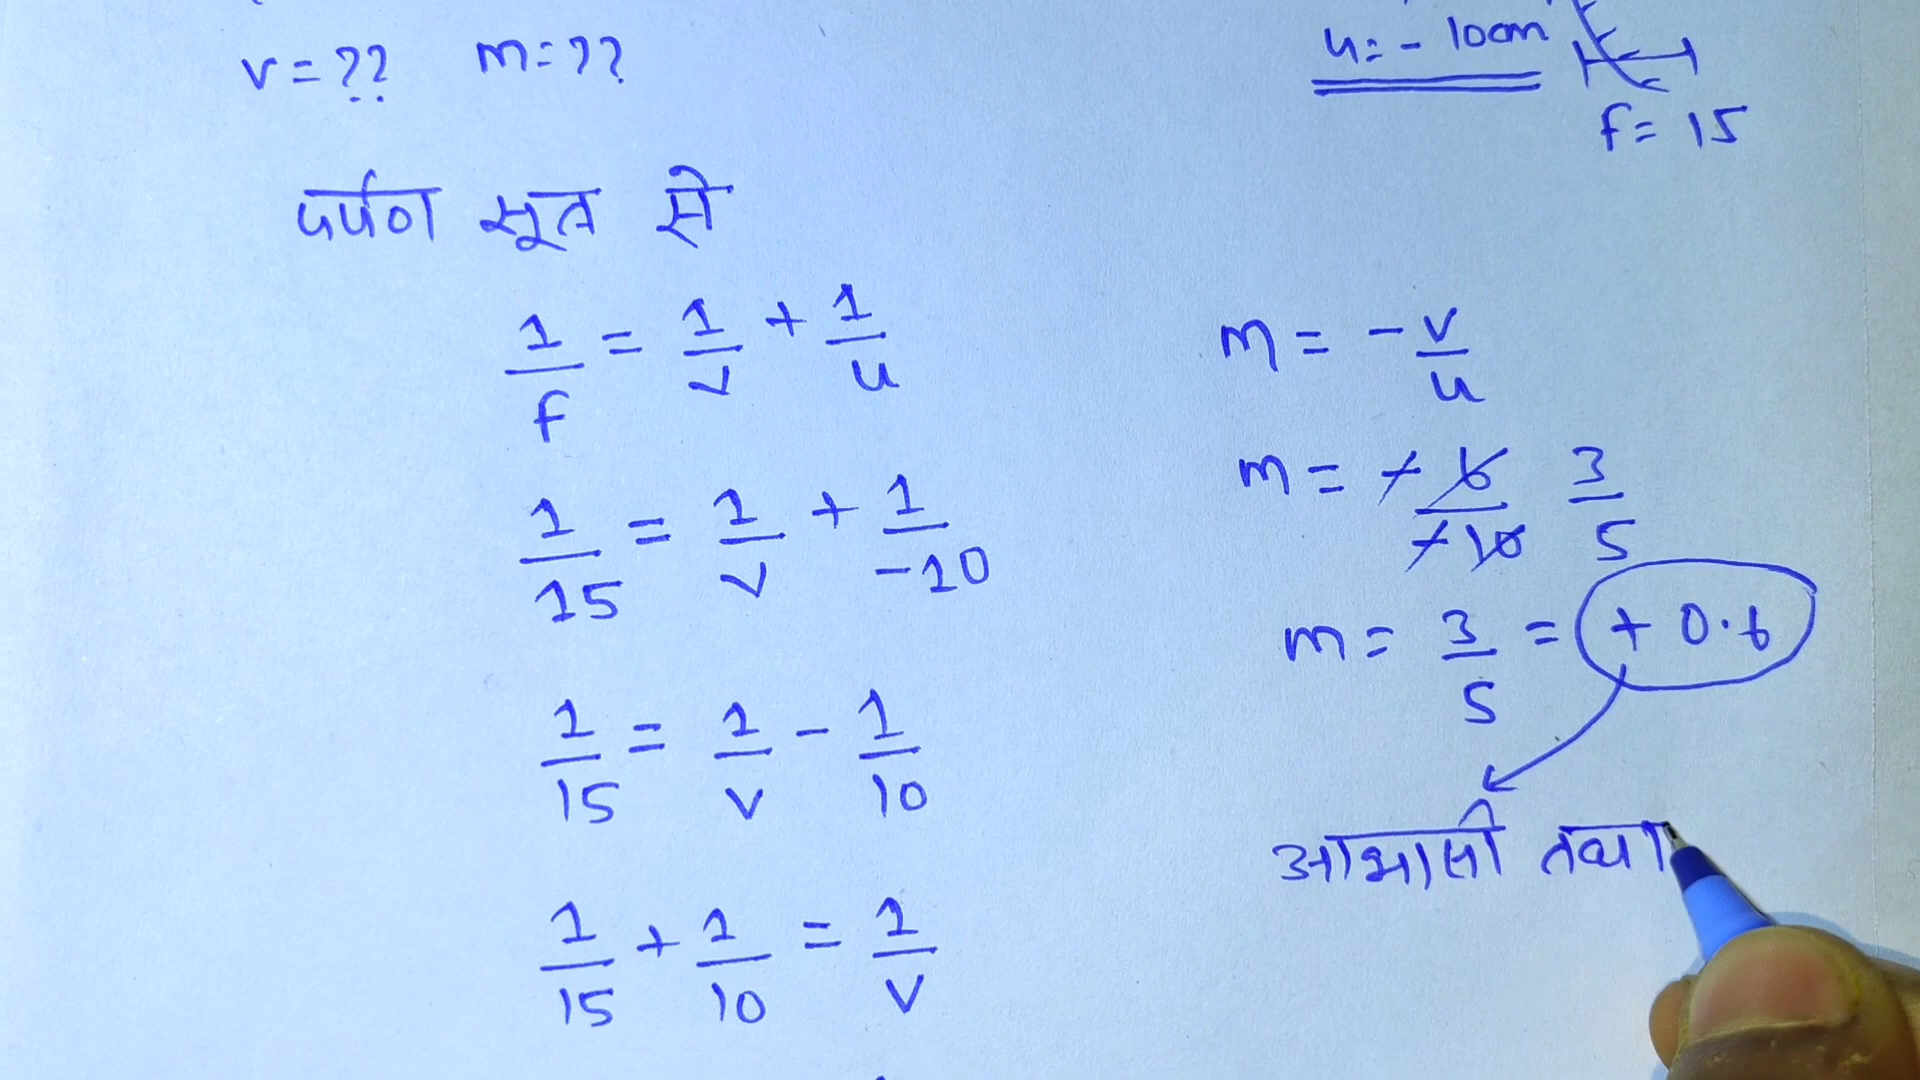 v = ?? m = ??
u = - 10cm
f = 15
दर्पण सूत्र से
1/f = 1/v + 1/u
1/15 = 1/v + 1/-10
1/15 = 1/v - 1/10
1/15 + 1/10 = 1/v
m = - v/u
m = - 6/-10 3/5
m = 3/5 = + 0.6
आभासी तथा